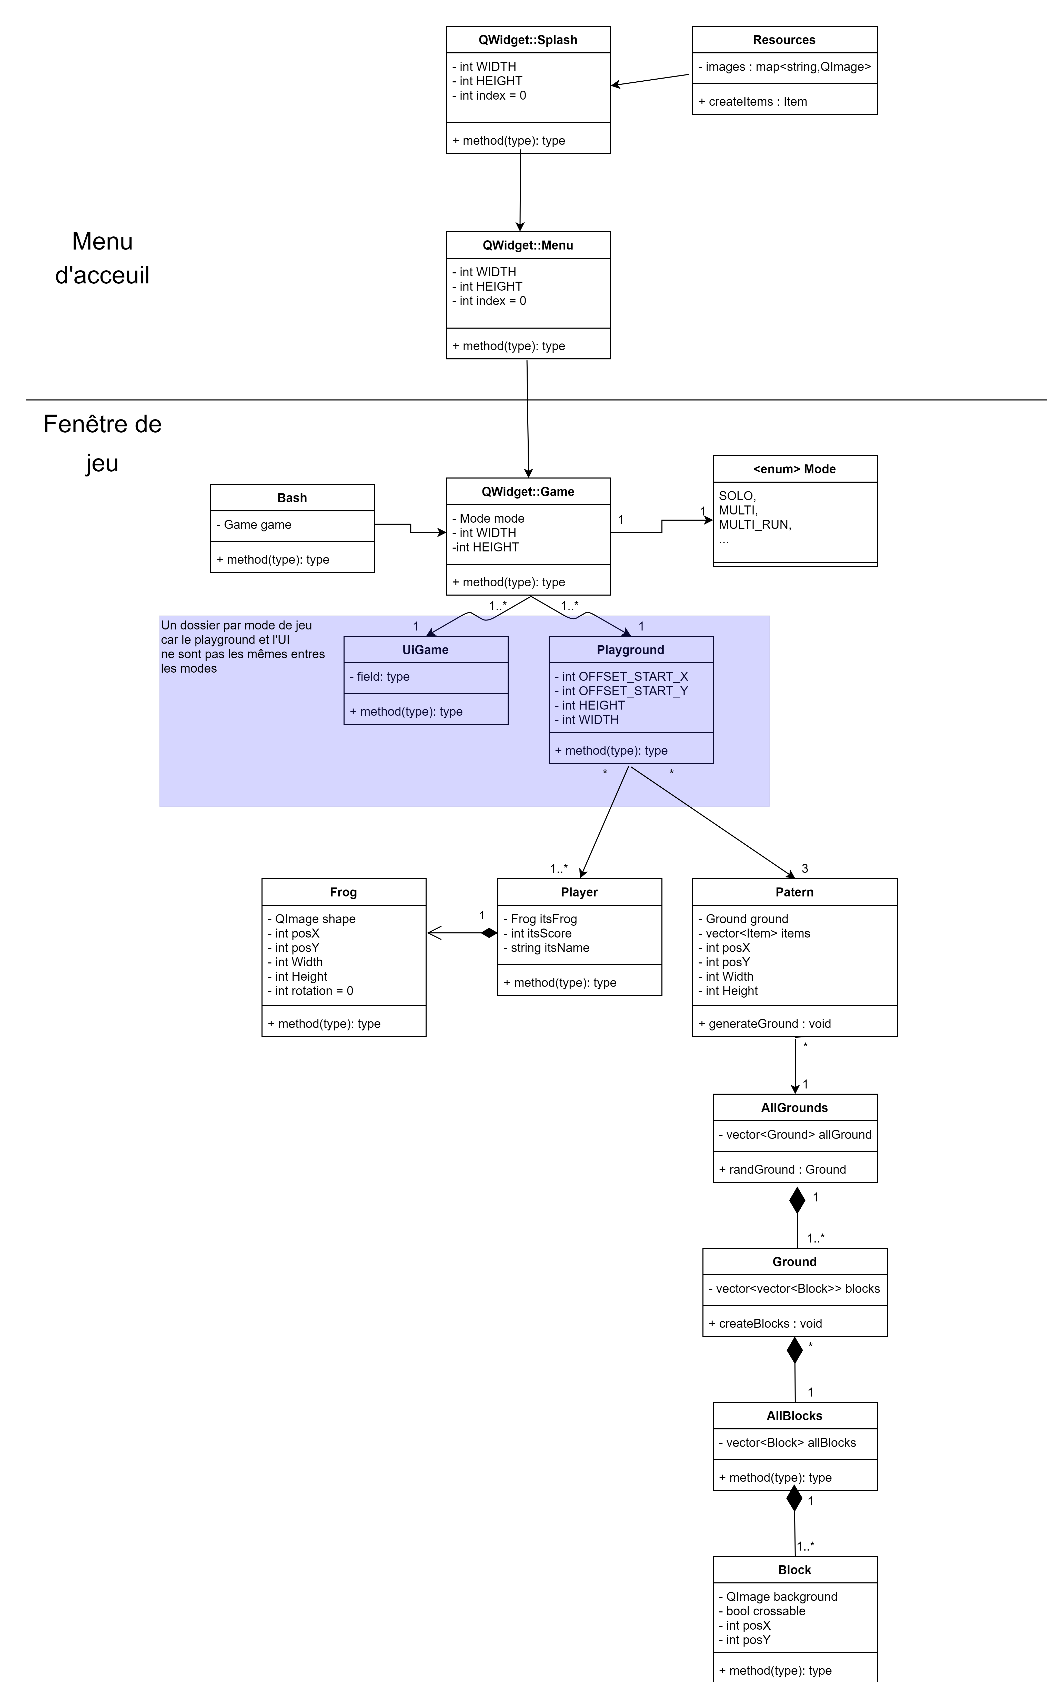 QWidget::Splash
- int WIDTH
- int HEIGHT
- int index = 0
+ method(type): type
Resources
- images : map<string,QImage>
+ createItems : Item
Menu
d'acceuil
QWidget::Menu
- int WIDTH
- int HEIGHT
- int index = 0
+ method(type): type
Fenêtre de
jeu
Bash
- Game game
+ method(type): type
QWidget::Game
- Mode mode
- int WIDTH
-int HEIGHT
+ method(type): type
1
1
<enum> Mode
SOLO,
MULTI,
MULTI_RUN,
...
1..*
1..*
1
1
Un dossier par mode de jeu
car le playground et l'UI
ne sont pas les mêmes entres
les modes
UIGame
- field: type
+ method(type): type
Playground
- int OFFSET_START_X
- int OFFSET_START_Y
- int HEIGHT
- int WIDTH
+ method(type): type
*
*
1..*
3
Frog
- QImage shape
- int posX
- int posY
- int Width
- int Height
- int rotation = 0
+ method(type): type
1
Player
- Frog itsFrog
- int itsScore
- string itsName
+ method(type): type
Patern
- Ground ground
- vector<Item> items
- int posX
- int posY
- int Width
- int Height
+ generateGround : void
*
1
AllGrounds
- vector<Ground> allGround
+ randGround : Ground
1
1..*
Ground
- vector<vector<Block>> blocks
+ createBlocks : void
*
1
AllBlocks
- vector<Block> allBlocks
+ method(type): type
1
1..*
Block
- QImage background
- bool crossable
- int posX
- int posY
+ method(type): type